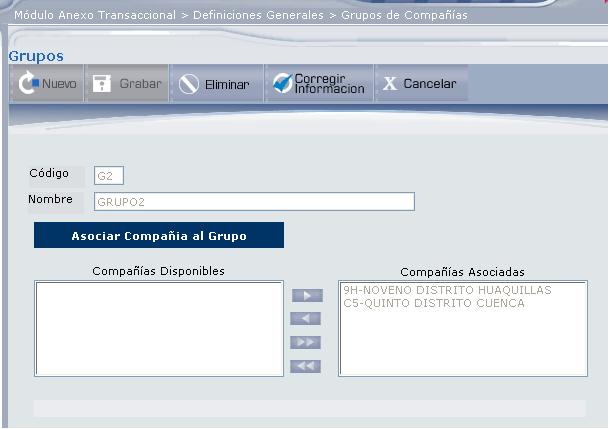 Módulo Anexo Transaccional > Definiciones Generales > Grupos de Compañías
Grupos
Nuevo Grabar Eliminar Corregir Informacion X Cancelar
Código G2
Nombre GRUPO2
Asociar Compañia al Grupo
Compañías Disponibles Compañías Asociadas
9H-NOVENO DISTRITO HUAQUILLAS
C5-QUINTO DISTRITO CUENCA